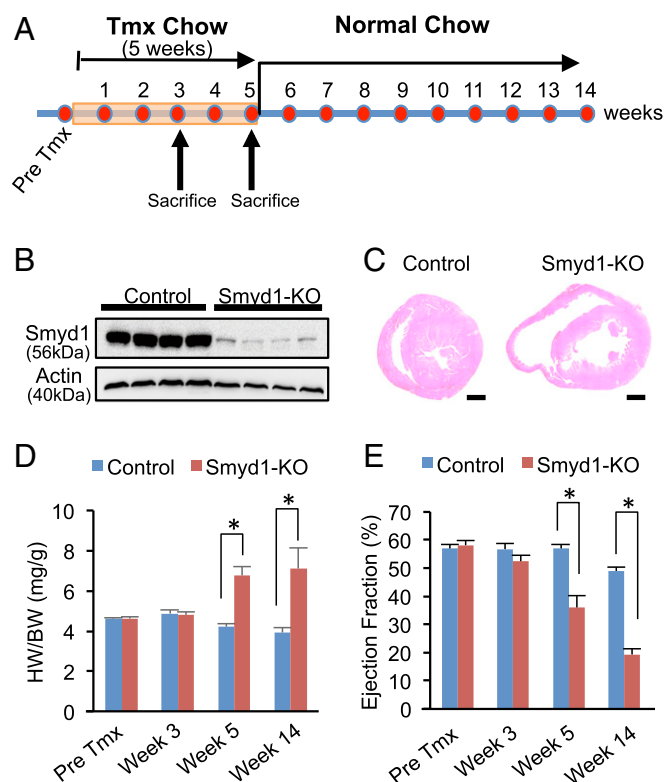 A
Tmx Chow
(5 weeks)
Normal Chow
1 2 3 4 5 6 7 8 9 10 11 12 13 14 weeks
Pre Tmx
Sacrifice Sacrifice
B
Control Smyd1-KO
Smyd1
(56kDa)
Actin
(40kDa)
C
Control Smyd1-KO
D
Control Smyd1-KO
HW/BW (mg/g)
10
8
6
4
2
0
* *
Pre Tmx Week 3 Week 5 Week 14
E
Control Smyd1-KO
Ejection Fraction (%)
70
60
50
40
30
20
10
0
* *
Pre Tmx Week 3 Week 5 Week 14